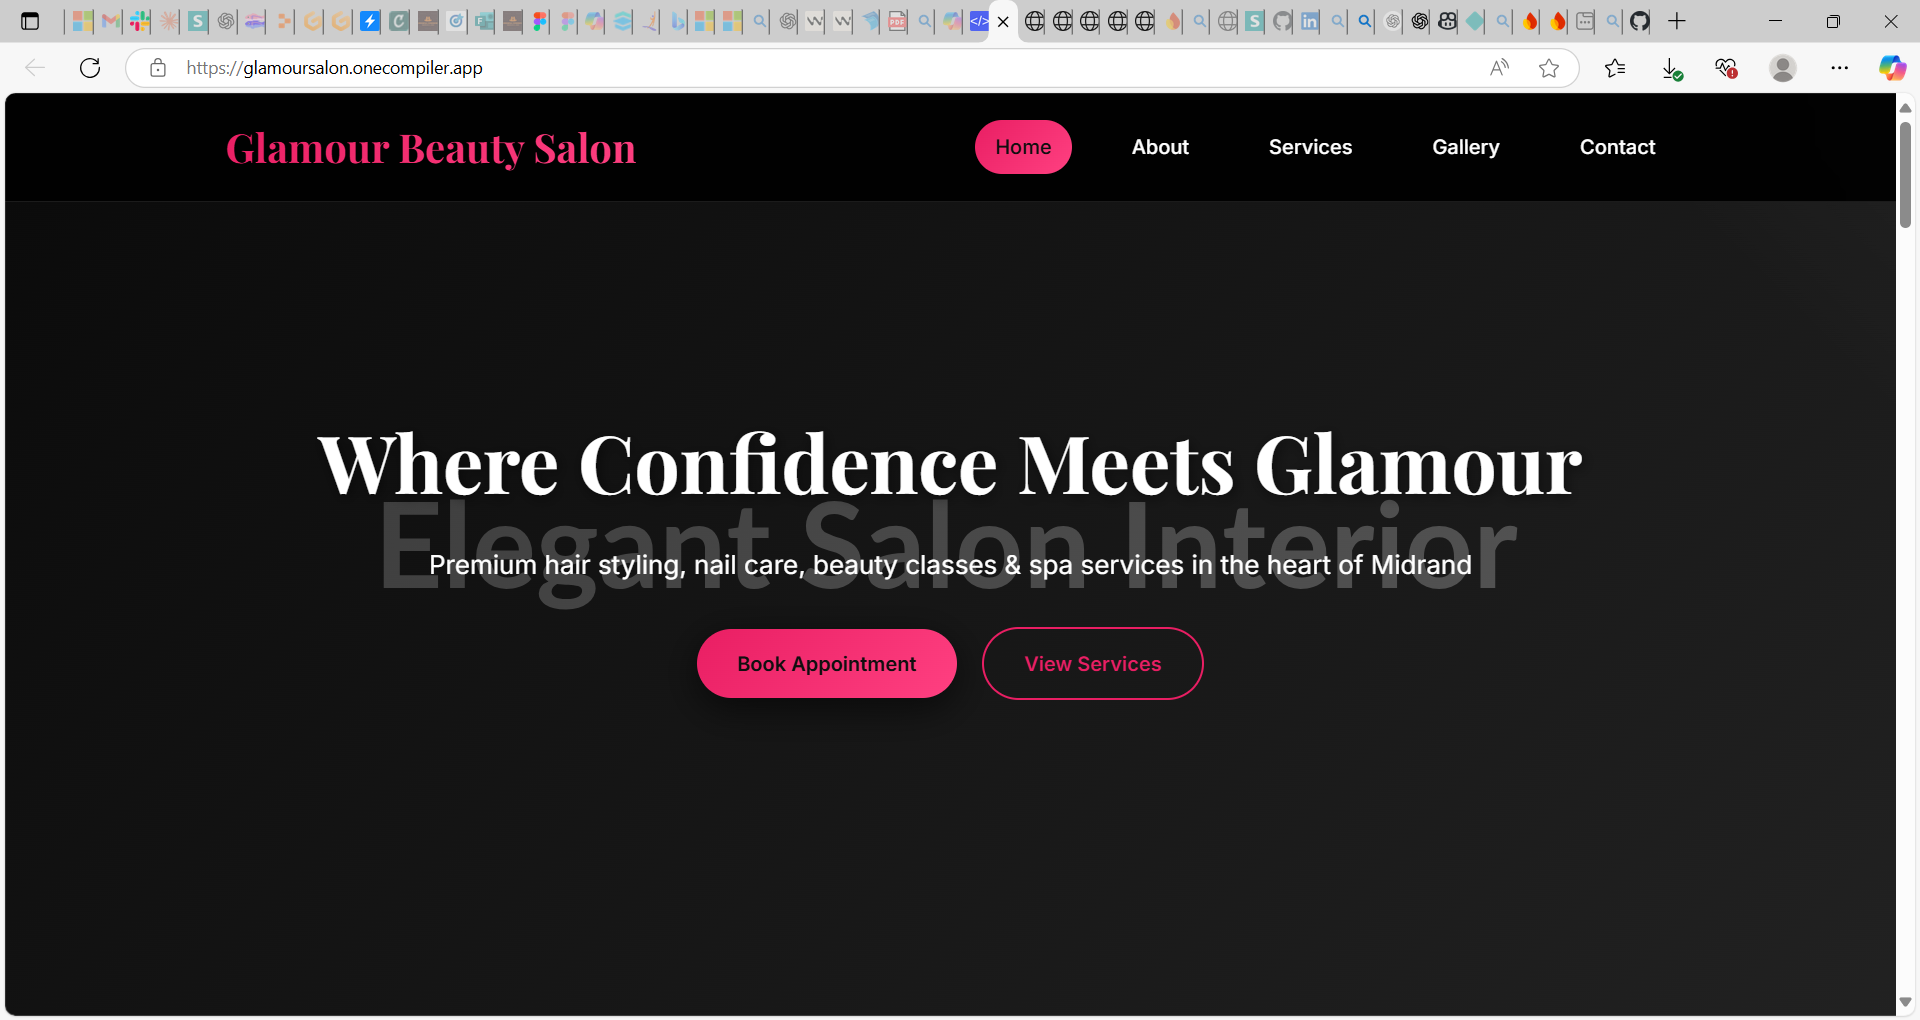 https://glamoursalon.onecompiler.app
Glamour Beauty Salon
Home
About
Services
Gallery
Contact
Where Confidence Meets Glamour
Elegant Salon Interior
Premium hair styling, nail care, beauty classes & spa services in the heart of Midrand
Book Appointment
View Services